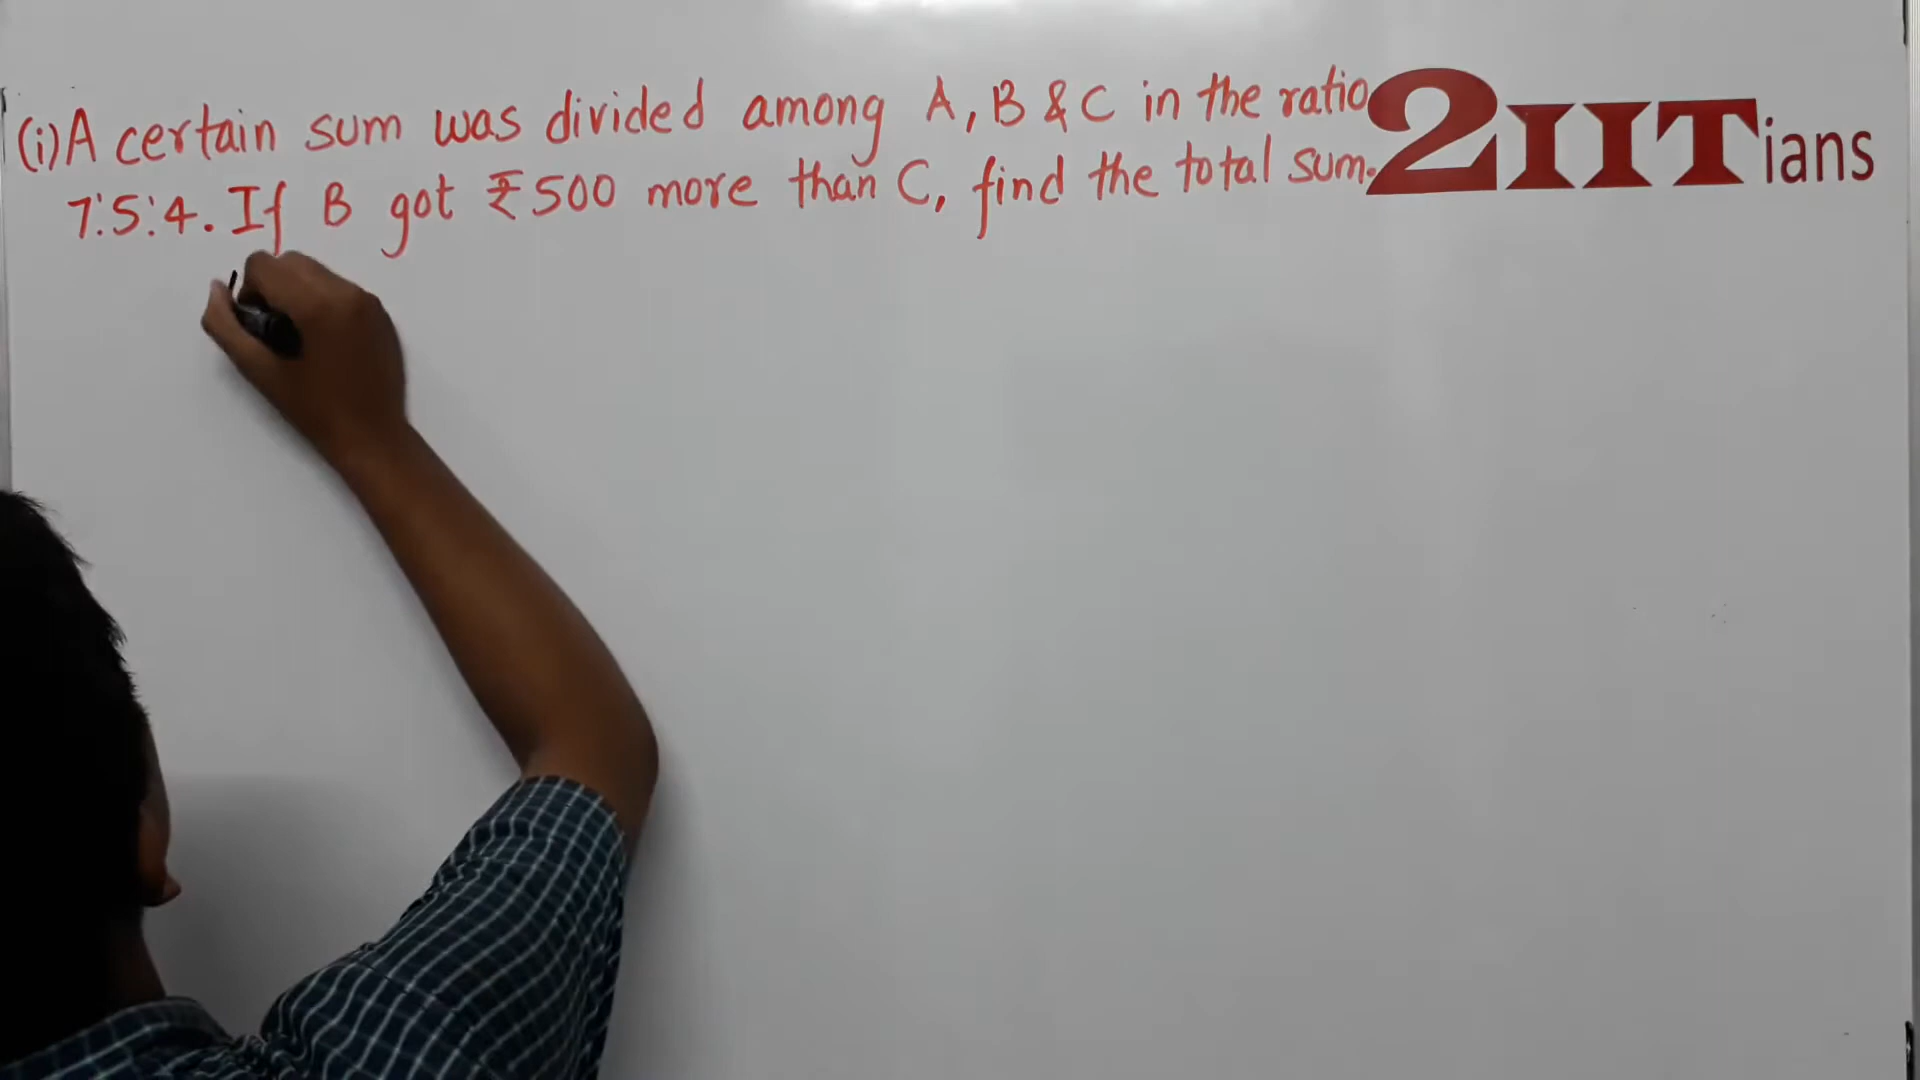 (i) A certain sum was divided among A, B & C in the ratio
7:5:4. If B got ₹500 more than C, find the total sum.
2IITians